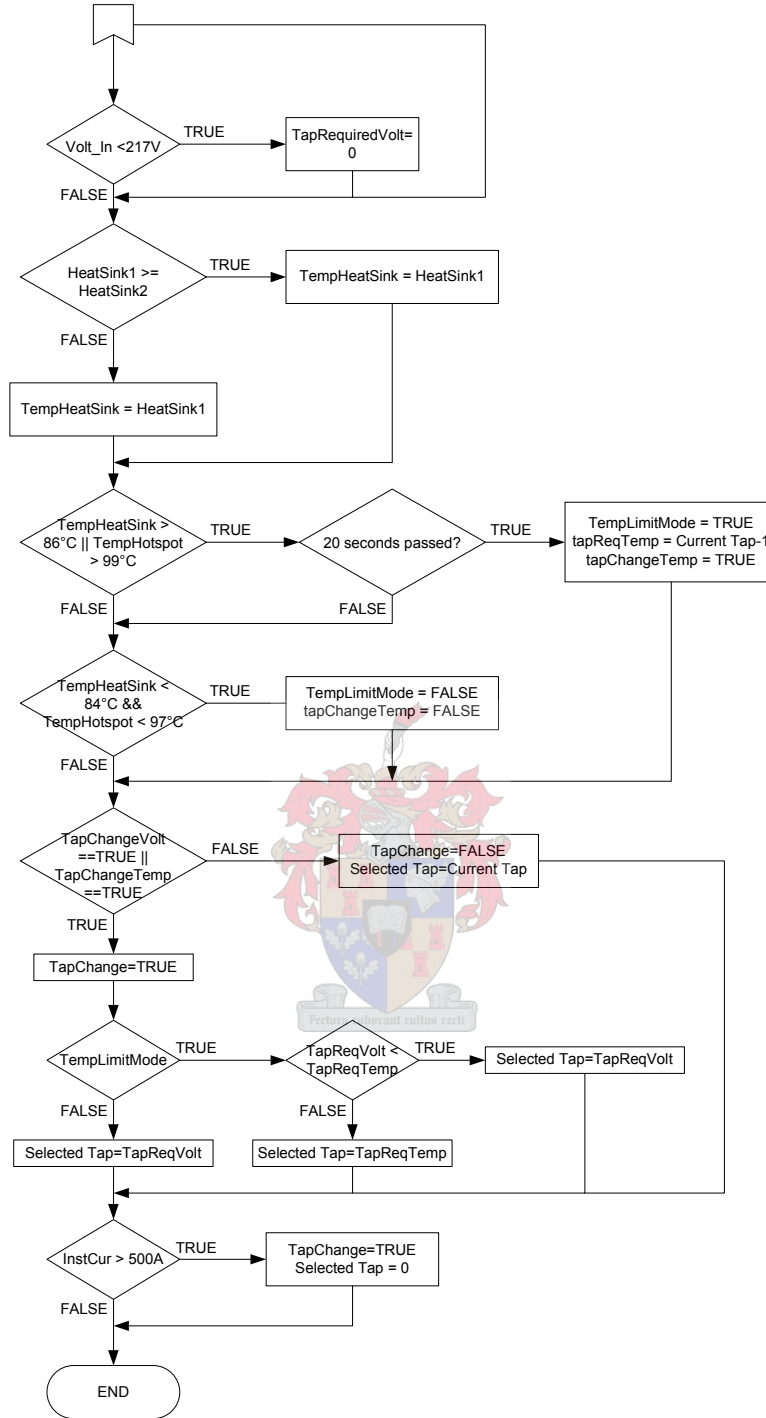 Volt_In <217V
TRUE
TapRequiredVolt=
0
FALSE
HeatSink1 >=
HeatSink2
TRUE
TempHeatSink = HeatSink1
FALSE
TempHeatSink = HeatSink1
TempHeatSink >
86°C || TempHotspot
> 99°C
TRUE
20 seconds passed?
TRUE
TempLimitMode = TRUE
tapReqTemp = Current Tap-1
tapChangeTemp = TRUE
FALSE
FALSE
TempHeatSink <
84°C &&
TempHotspot < 97°C
TRUE
TempLimitMode = FALSE
tapChangeTemp = FALSE
FALSE
TapChangeVolt
==TRUE ||
TapChangeTemp
==TRUE
FALSE
TapChange=FALSE
Selected Tap=Current Tap
TRUE
TapChange=TRUE
Pectora roborant cultus recti
TempLimitMode
TRUE
TapReqVolt <
TapReqTemp
TRUE
Selected Tap=TapReqVolt
FALSE
FALSE
Selected Tap=TapReqVolt
Selected Tap=TapReqTemp
InstCur > 500A
TRUE
TapChange=TRUE
Selected Tap = 0
FALSE
END